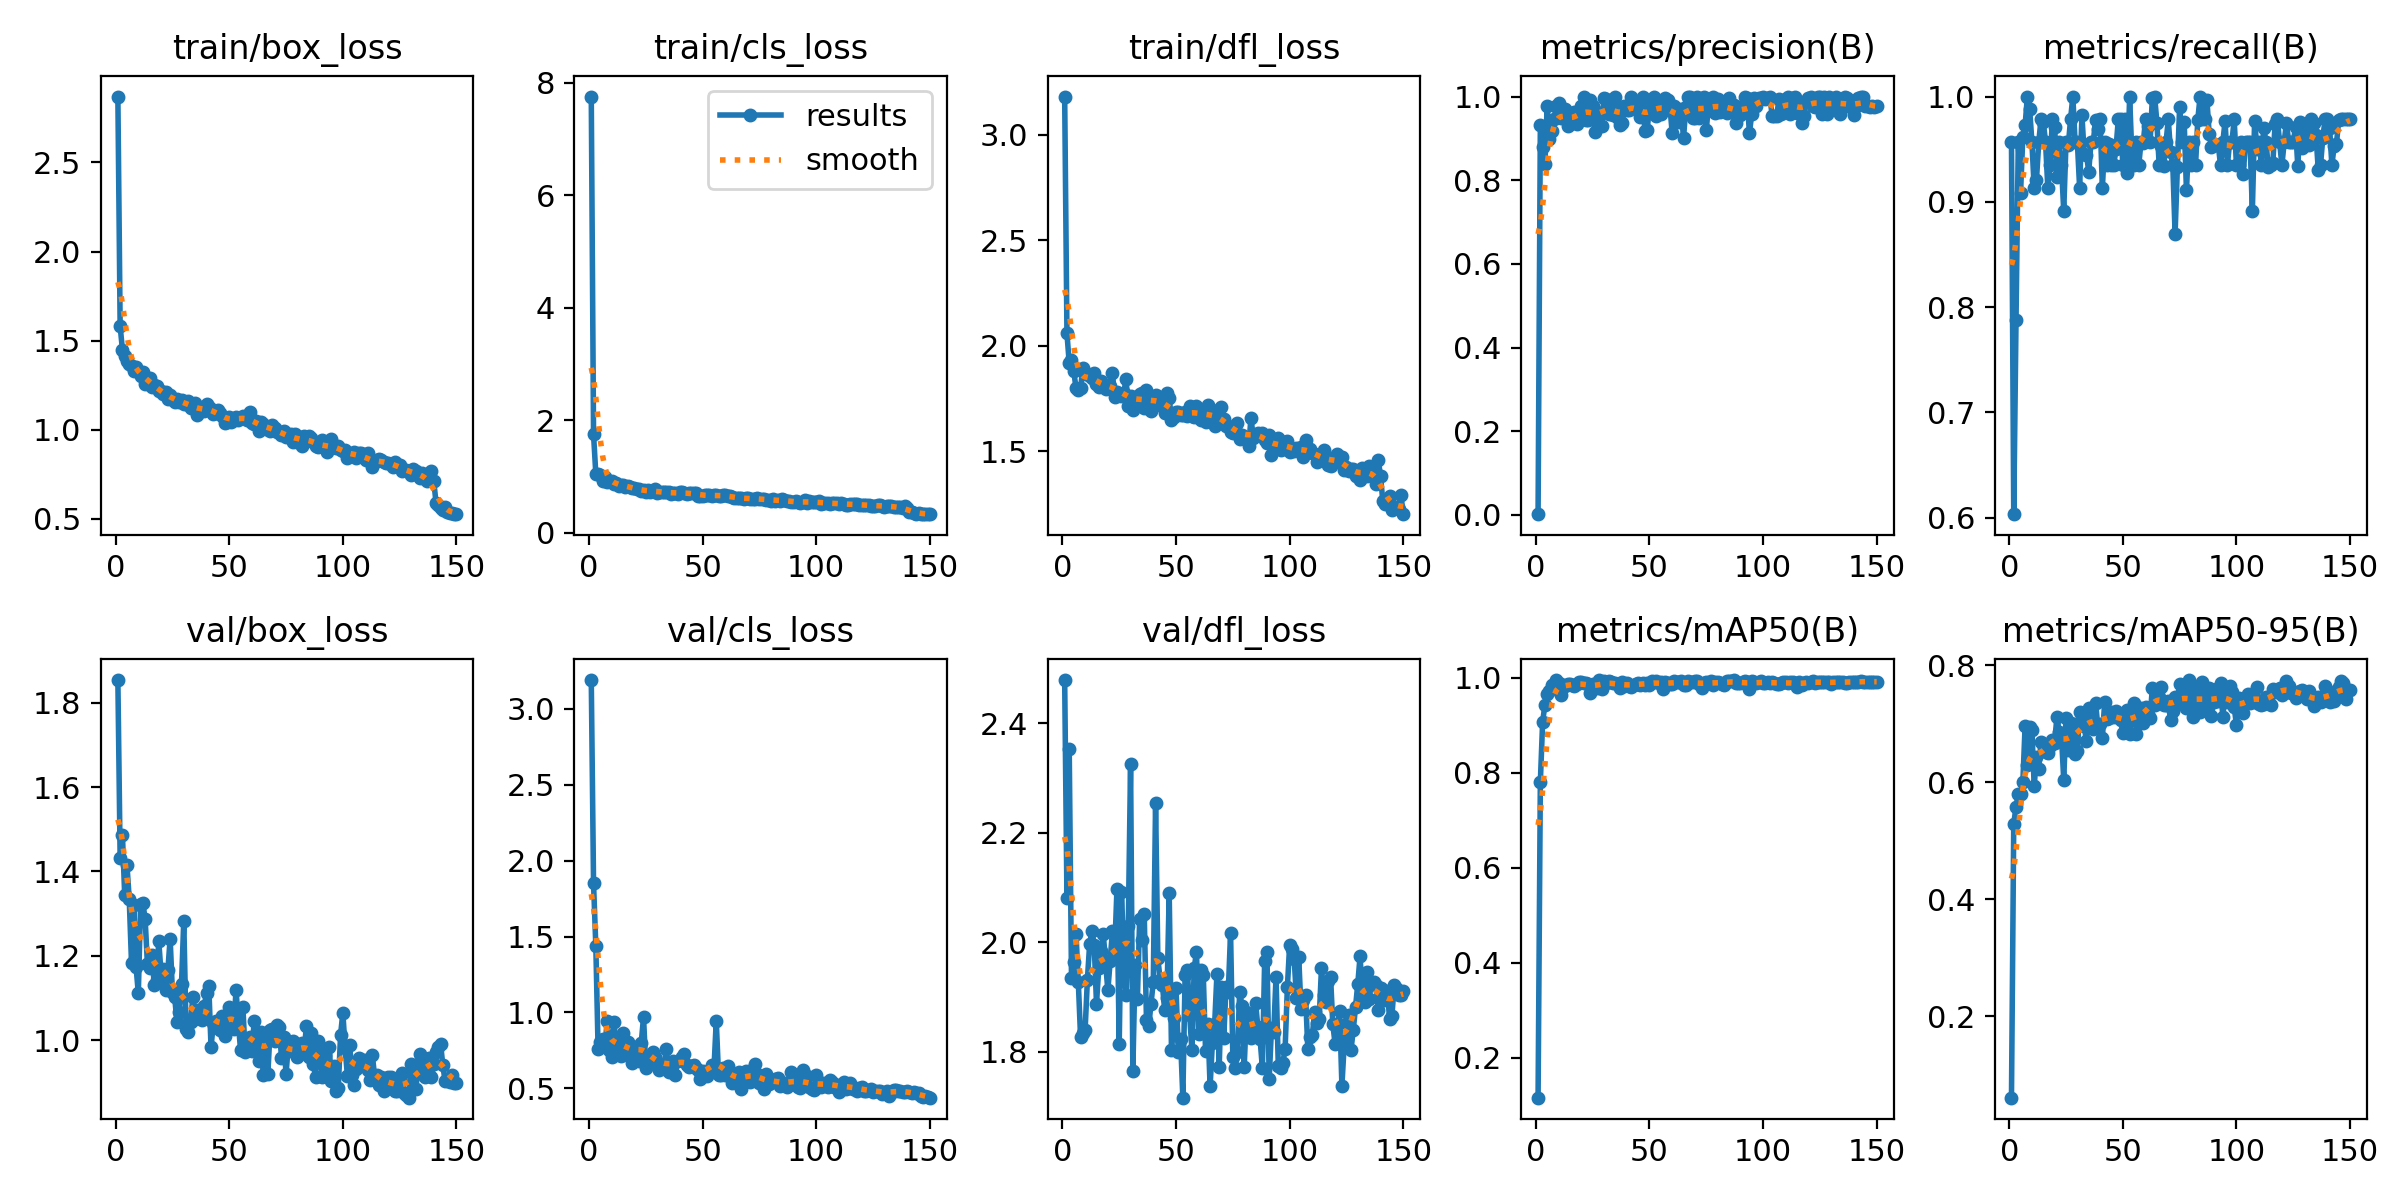 train/box_loss
2.5
2.0
1.5
1.0
0.5
0 50 100 150
train/cls_loss
results
smooth
8
6
4
2
0
0 50 100 150
train/dfl_loss
3.0
2.5
2.0
1.5
0 50 100 150
metrics/precision(B)
1.0
0.8
0.6
0.4
0.2
0.0
0 50 100 150
metrics/recall(B)
1.0
0.9
0.8
0.7
0.6
0 50 100 150
val/box_loss
1.8
1.6
1.4
1.2
1.0
0 50 100 150
val/cls_loss
3.0
2.5
2.0
1.5
1.0
0.5
0 50 100 150
val/dfl_loss
2.4
2.2
2.0
1.8
0 50 100 150
metrics/mAP50(B)
1.0
0.8
0.6
0.4
0.2
0 50 100 150
metrics/mAP50-95(B)
0.8
0.6
0.4
0.2
0 50 100 150